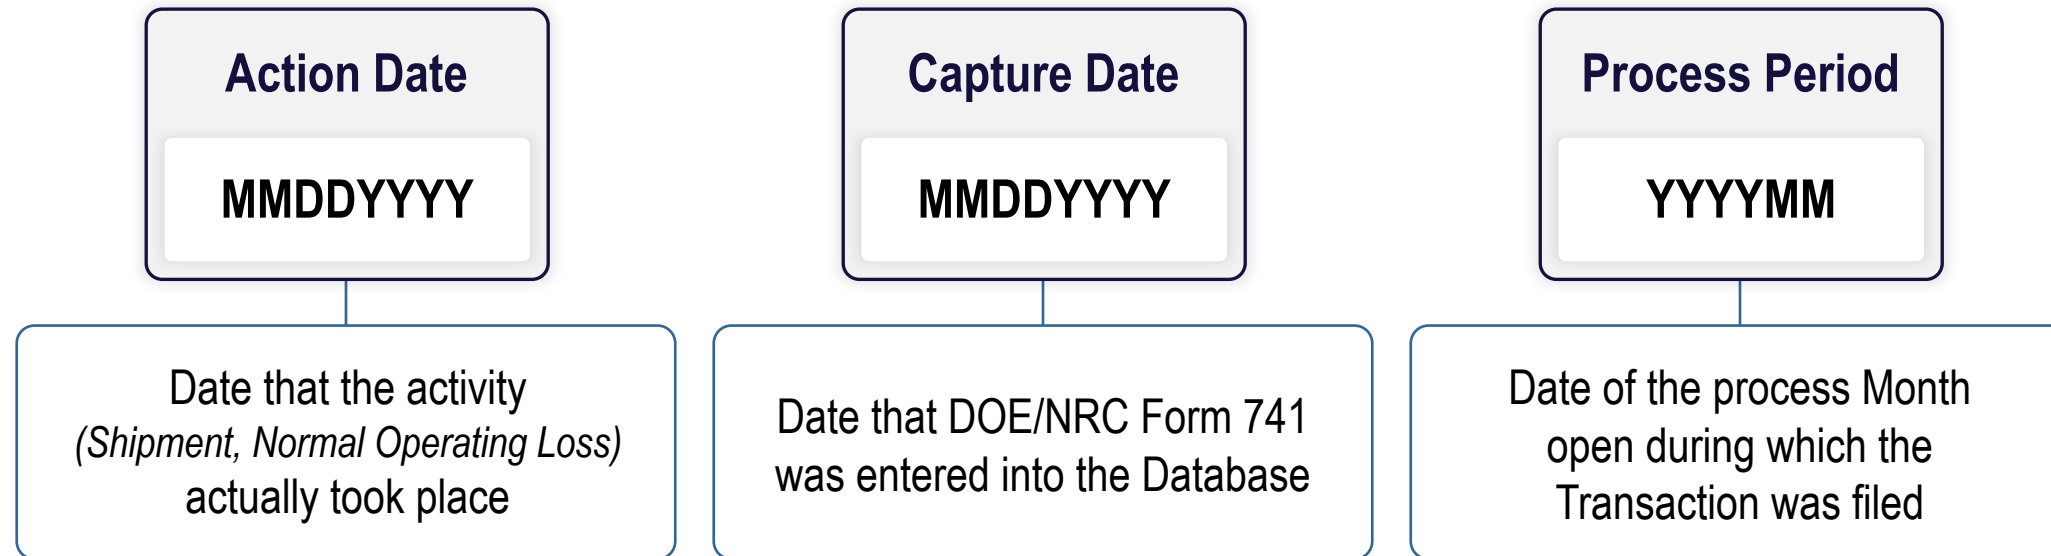 Action Date
MMDDYYYY
Date that the activity
(Shipment, Normal Operating Loss)
actually took place
Capture Date
MMDDYYYY
Date that DOE/NRC Form 741
was entered into the Database
Process Period
YYYYMM
Date of the process Month
open during which the
Transaction was filed